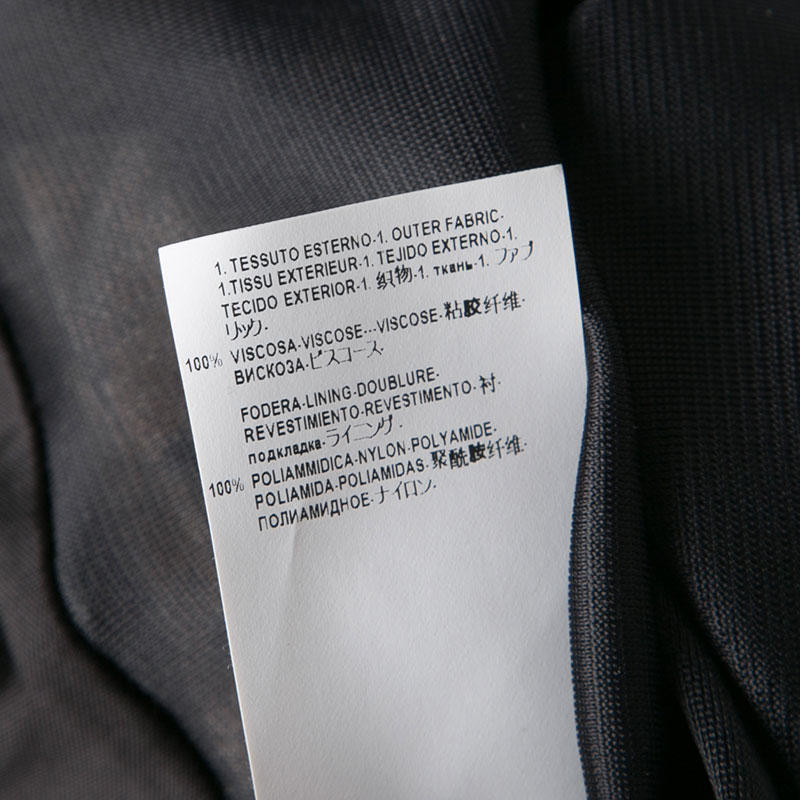 1. TESSUTO ESTERNO-1. OUTER FABRIC-
1.TISSU EXTERIEUR-1. TEJIDO EXTERNO-1.
TECIDO EXTERIOR-1. 织物-1. ткань-1. ファブ
リック-
100% VISCOSA-VISCOSE---VISCOSE-粘胶纤维-
ВИСКОЗА-ビスコース-
FODERA-LINING-DOUBLURE-
REVESTIMIENTO-REVESTIMENTO-衬-
подкладка-ライニング-
100% POLIAMMIDICA-NYLON-POLYAMIDE-
POLIAMIDA-POLIAMIDAS-聚酰胺纤维-
ПОЛИАМИДНОЕ-ナイロン-